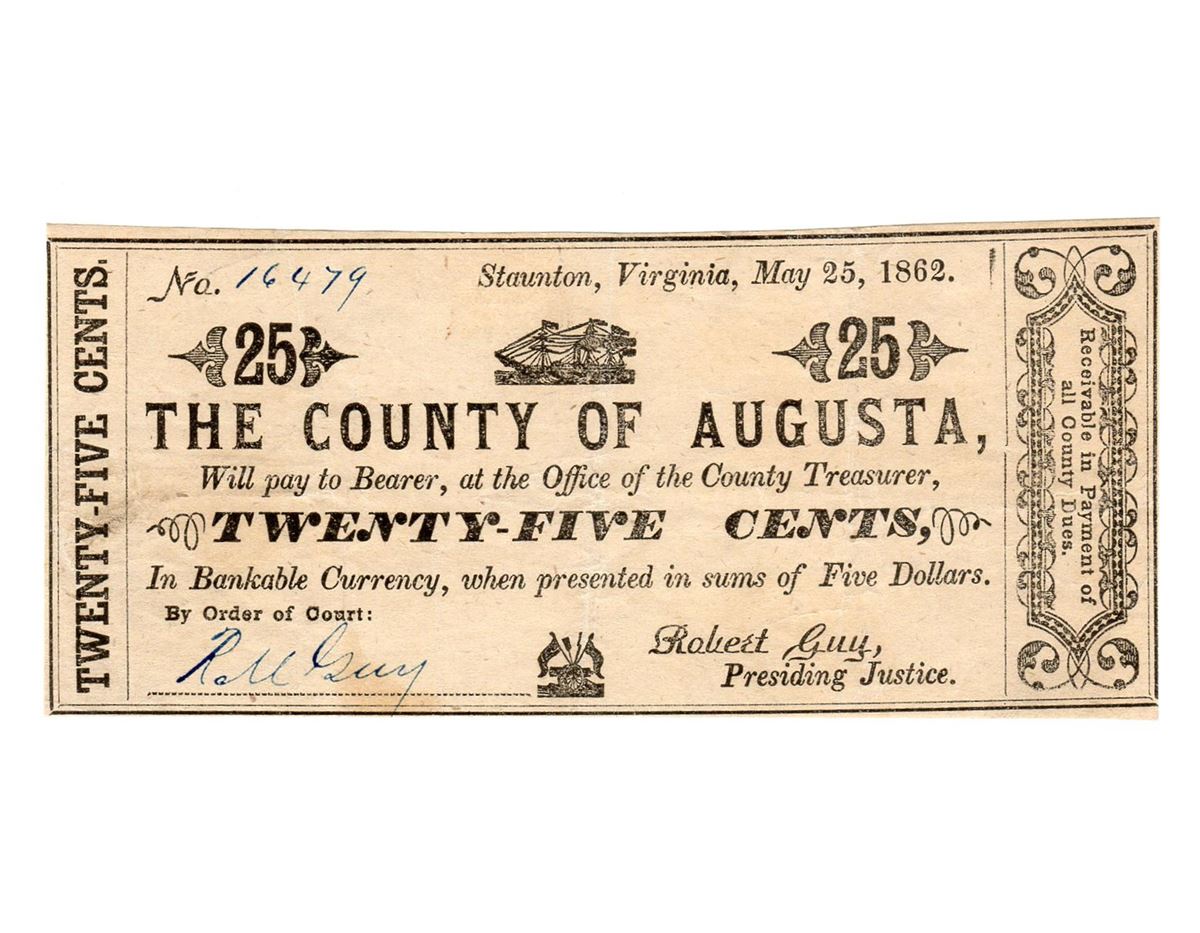 TWENTY-FIVE CENTS.
No. 16479
Staunton, Virginia, May 25, 1862.
25 25
THE COUNTY OF AUGUSTA,
Will pay to Bearer, at the Office of the County Treasurer,
TWENTY-FIVE CENTS,
In Bankable Currency, when presented in sums of Five Dollars.
By Order of Court:
Guy
Robert Guy,
Presiding Justice.
Receivable in Payment of
all County Dues.